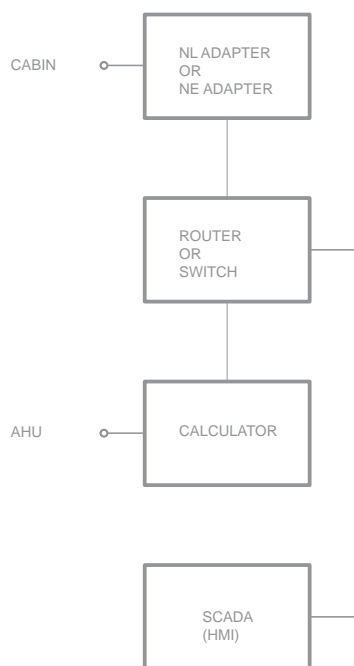 CABIN
NL ADAPTER
OR
NE ADAPTER
ROUTER
OR
SWITCH
AHU
CALCULATOR
SCADA
(HMI)